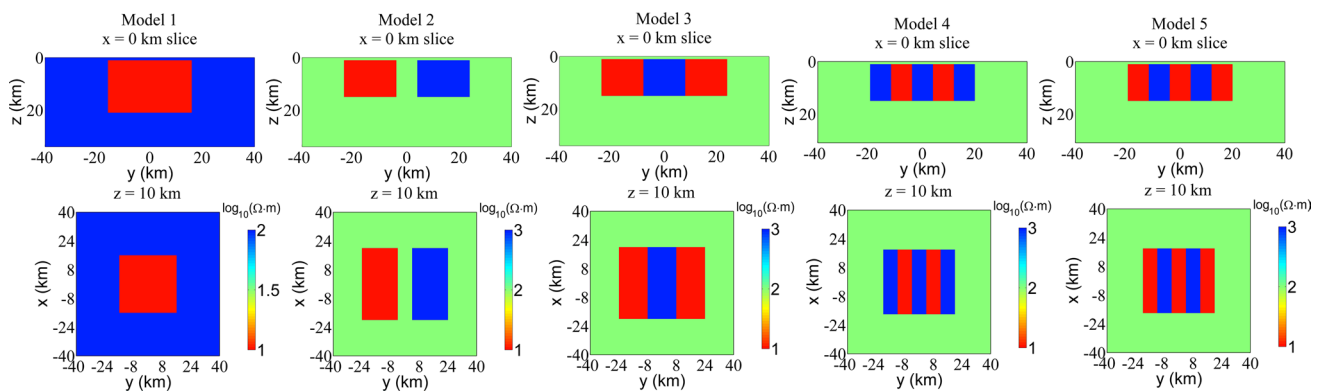 Model 1
x = 0 km slice
0
20
z (km)
-40 -20 0 20 40
y (km)
Model 2
x = 0 km slice
0
20
z (km)
-40 -20 0 20 40
y (km)
Model 3
x = 0 km slice
0
20
z (km)
-40 -20 0 20 40
y (km)
Model 4
x = 0 km slice
0
20
z (km)
-40 -20 0 20 40
y (km)
Model 5
x = 0 km slice
0
20
z (km)
-40 -20 0 20 40
y (km)
z = 10 km
log10(Ω·m)
40
24
8
-8
-24
-40
x (km)
-40 -24 -8 8 24 40
y (km)
2
1.5
1
z = 10 km
log10(Ω·m)
40
24
8
-8
-24
-40
x (km)
-40 -24 -8 8 24 40
y (km)
3
2
1
z = 10 km
log10(Ω·m)
40
24
8
-8
-24
-40
x (km)
-40 -24 -8 8 24 40
y (km)
3
2
1
z = 10 km
log10(Ω·m)
40
24
8
-8
-24
-40
x (km)
-40 -24 -8 8 24 40
y (km)
3
2
1
z = 10 km
log10(Ω·m)
40
24
8
-8
-24
-40
x (km)
-40 -24 -8 8 24 40
y (km)
3
2
1